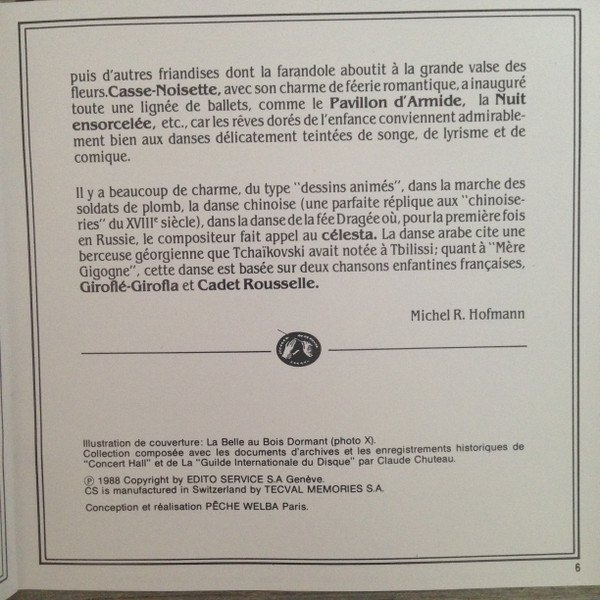 puis d'autres friandises dont la farandole aboutit à la grande valse des
fleurs.Casse-Noisette, avec son charme de féerie romantique, a inauguré
toute une lignée de ballets, comme le Pavillon d'Armide, la Nuit
ensorcelée, etc., car les rêves dorés de l'enfance conviennent admirable-
ment bien aux danses délicatement teintées de songe, de lyrisme et de
comique.
Il y a beaucoup de charme, du type "dessins animés", dans la marche des
soldats de plomb, la danse chinoise (une parfaite réplique aux "chinoise-
ries" du XVIIIe siècle), dans la danse de la fée Dragée où, pour la première fois
en Russie, le compositeur fait appel au célesta. La danse arabe cite une
berceuse géorgienne que Tchaïkovski avait notée à Tbilissi; quant à "Mère
Gigogne", cette danse est basée sur deux chansons enfantines françaises,
Giroflé-Girofla et Cadet Rousselle.
Michel R. Hofmann
Illustration de couverture: La Belle au Bois Dormant (photo X).
Collection composée avec les documents d'archives et les enregistrements historiques de
"Concert Hall" et de La "Guilde Internationale du Disque" par Claude Chuteau.
℗ 1988 Copyright by EDITO SERVICE S.A Genève.
CS is manufactured in Switzerland by TECVAL MEMORIES S.A.
Conception et réalisation PÊCHE WELBA Paris.
6